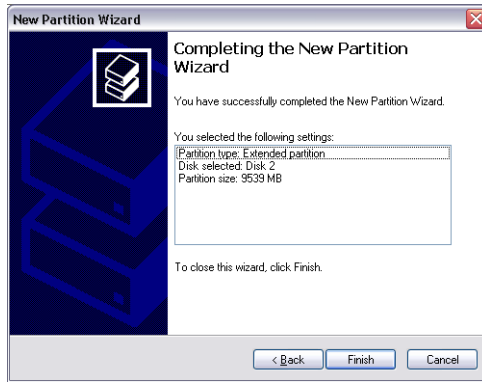 New Partition Wizard
Completing the New Partition
Wizard
You have successfully completed the New Partition Wizard.
You selected the following settings:
Partition type: Extended partition
Disk selected: Disk 2
Partition size: 9539 MB
To close this wizard, click Finish.
< Back Finish Cancel